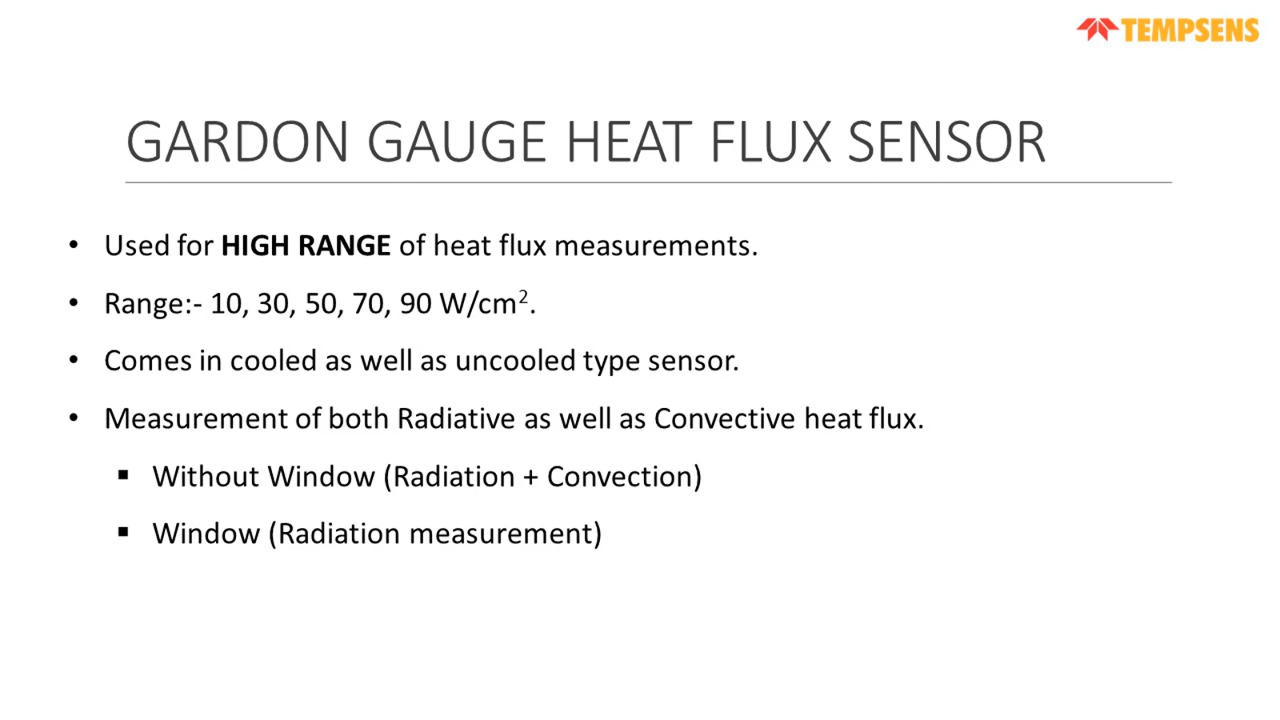 TEMPSENS
GARDON GAUGE HEAT FLUX SENSOR
• Used for HIGH RANGE of heat flux measurements.
• Range:- 10, 30, 50, 70, 90 W/cm².
• Comes in cooled as well as uncooled type sensor.
• Measurement of both Radiative as well as Convective heat flux.
▪ Without Window (Radiation + Convection)
▪ Window (Radiation measurement)